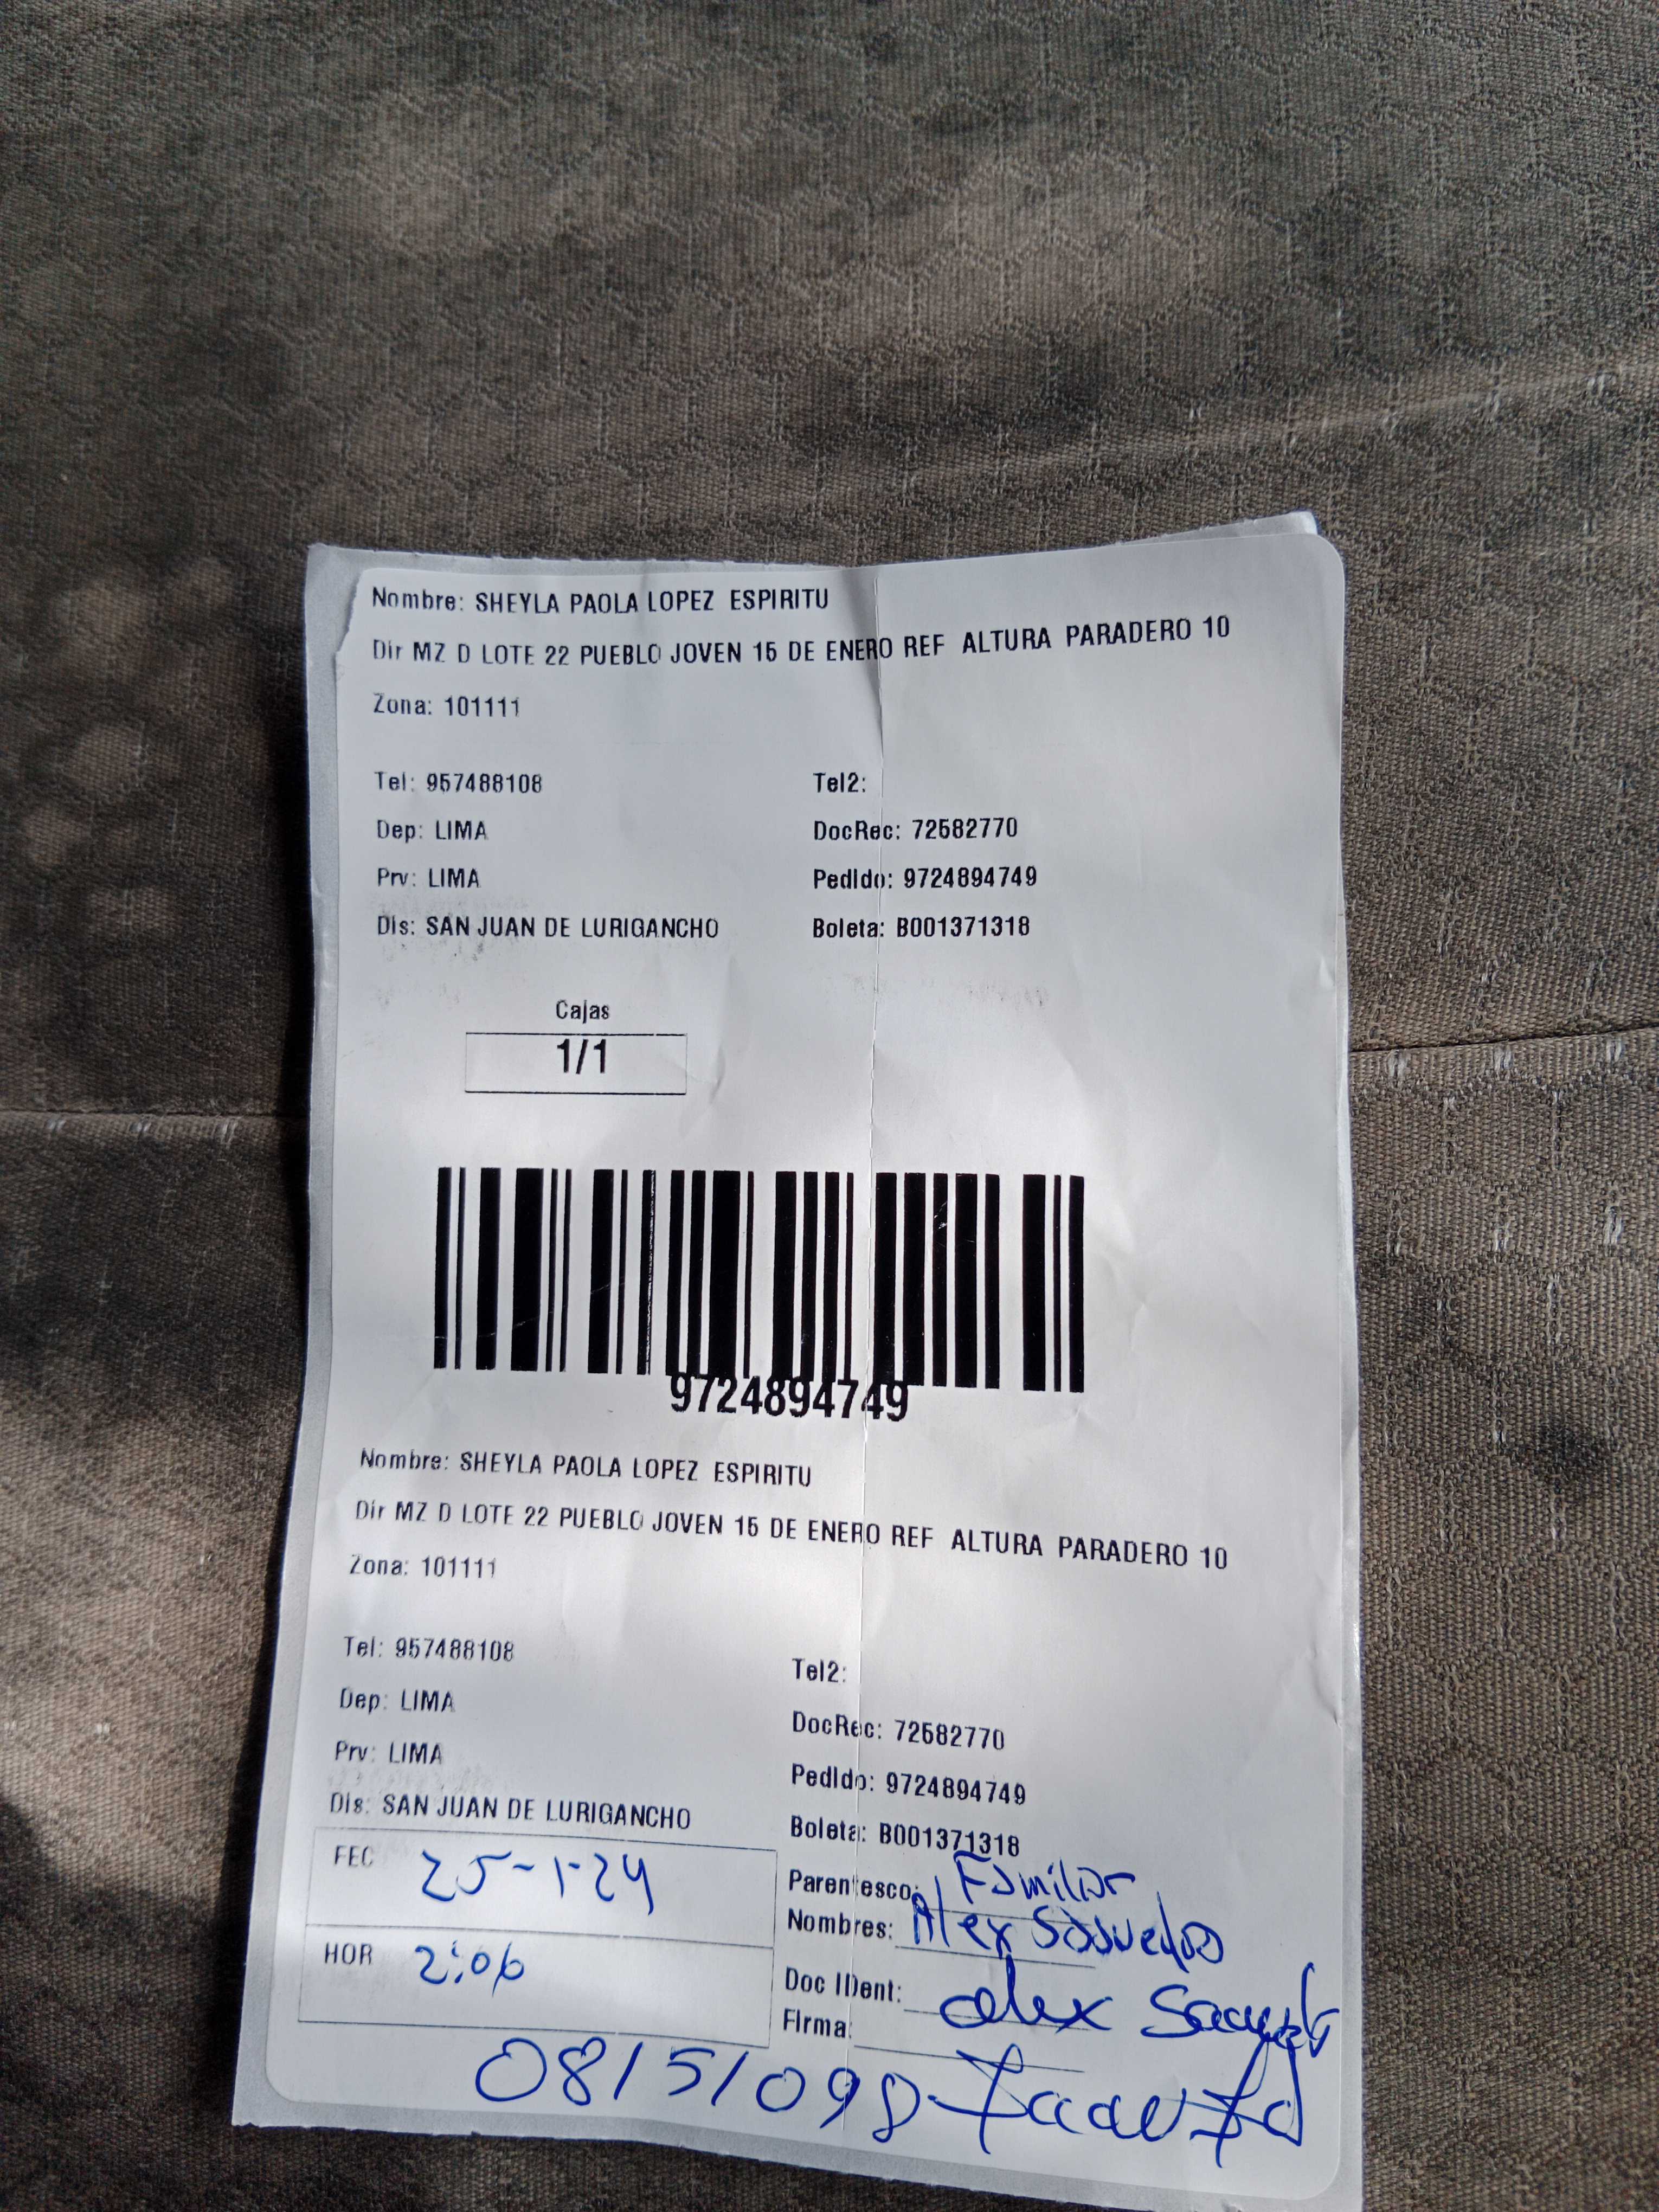 Nombre: SHEYLA PAOLA LOPEZ ESPIRITU
Dir MZ D LOTE 22 PUEBLO JOVEN 15 DE ENERO REF ALTURA PARADERO 10
Zona: 101111
Tel: 957488108 Tel2:
Dep: LIMA DocRec: 72582770
Prv: LIMA Pedido: 9724894749
Dis: SAN JUAN DE LURIGANCHO Boleta: B001371318
Cajas
1/1
9724894749
Nombre: SHEYLA PAOLA LOPEZ ESPIRITU
Dir MZ D LOTE 22 PUEBLO JOVEN 15 DE ENERO REF ALTURA PARADERO 10
Zona: 101111
Tel: 957488108 Tel2:
Dep: LIMA DocRec: 72582770
Prv: LIMA Pedido: 9724894749
Dis: SAN JUAN DE LURIGANCHO Boleta: B001371318
FEC 25-1-24 Parentesco: Familiar
Nombres: Alex
HOR 2:06 Doc IDent: alex
Firma:
08151098